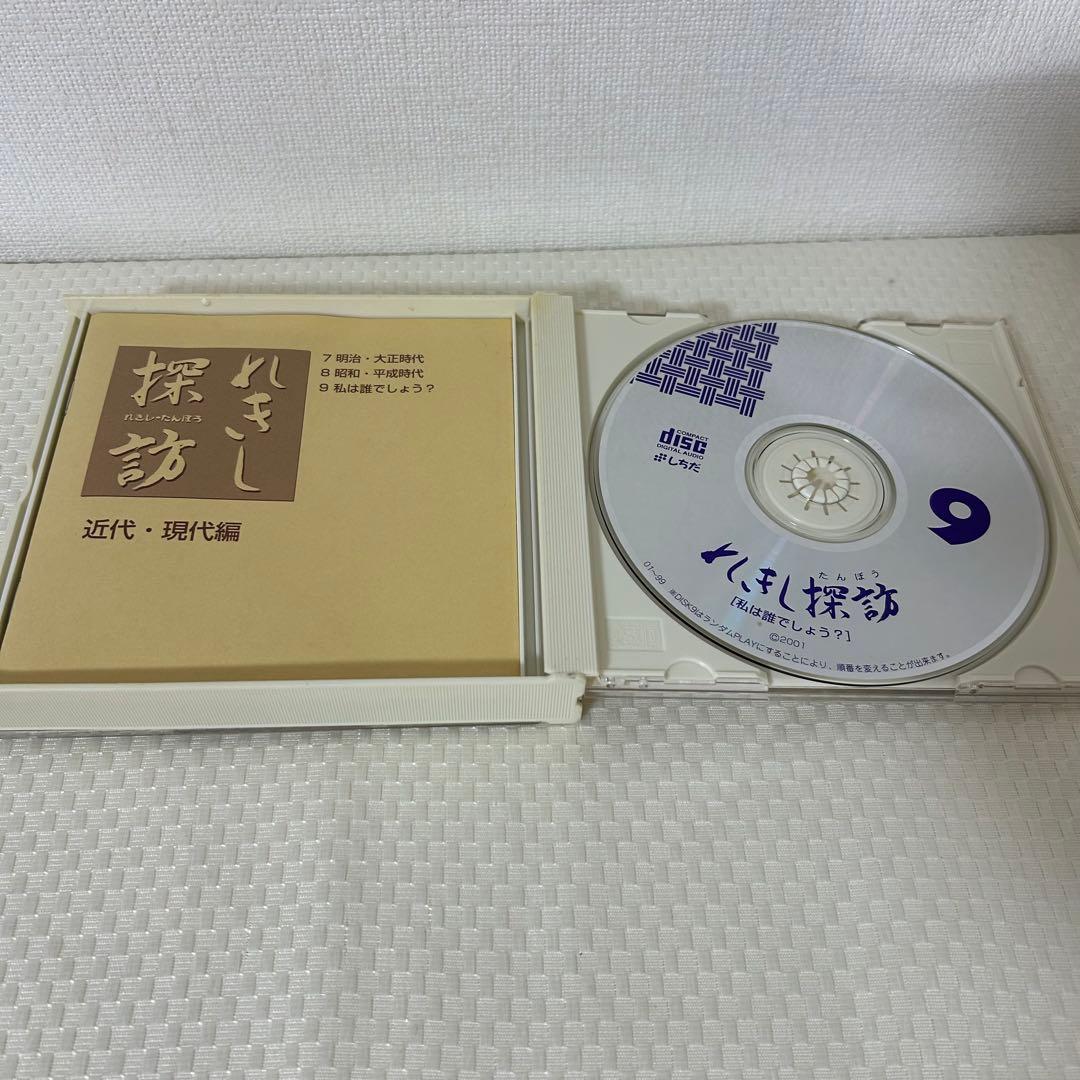 れきし
探訪
れきし・たんぼう
近代・現代編
7 明治・大正時代
8 昭和・平成時代
9 私は誰でしょう？
COMPACT
disc
DIGITAL AUDIO
しちだ
9
たんぼう
れきし探訪
[私は誰でしょう？]
©2001
01~99 ※DISK9はランダムPLAYにすることにより、順番を変えることが出来ます。